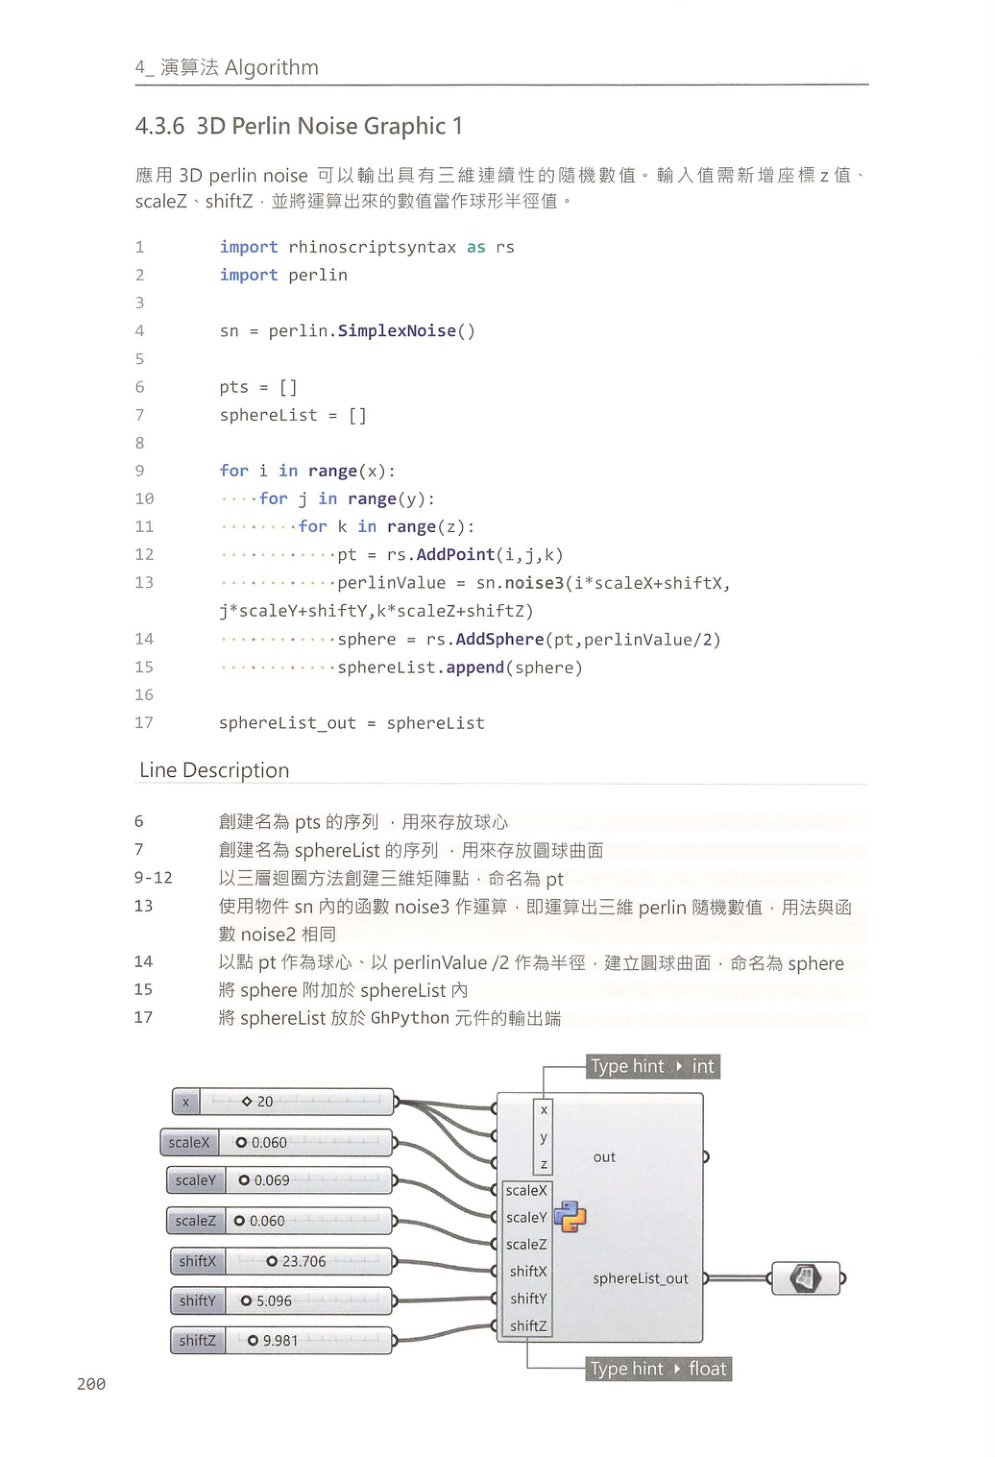 4_ 演算法 Algorithm
4.3.6 3D Perlin Noise Graphic 1
應用 3D perlin noise 可以輸出具有三維連續性的隨機數值。輸入值需新增座標 z 值、
scaleZ、shiftZ，並將運算出來的數值當作球形半徑值。
1 import rhinoscriptsyntax as rs
2 import perlin
3
4 sn = perlin.SimplexNoise()
5
6 pts = []
7 sphereList = []
8
9 for i in range(x):
10 ····for j in range(y):
11 ········for k in range(z):
12 ············pt = rs.AddPoint(i,j,k)
13 ············perlinValue = sn.noise3(i*scaleX+shiftX,
j*scaleY+shiftY,k*scaleZ+shiftZ)
14 ············sphere = rs.AddSphere(pt,perlinValue/2)
15 ············sphereList.append(sphere)
16
17 sphereList_out = sphereList
Line Description
6 創建名為 pts 的序列，用來存放球心
7 創建名為 sphereList 的序列，用來存放圓球曲面
9-12 以三層迴圈方法創建三維矩陣點，命名為 pt
13 使用物件 sn 內的函數 noise3 作運算，即運算出三維 perlin 隨機數值，用法與函
數 noise2 相同
14 以點 pt 作為球心、以 perlinValue /2 作為半徑，建立圓球曲面，命名為 sphere
15 將 sphere 附加於 sphereList 內
17 將 sphereList 放於 GhPython 元件的輸出端
Type hint ▸ int
x 20
scaleX 0.060
scaleY 0.069
scaleZ 0.060
shiftX 23.706
shiftY 5.096
shiftZ 9.981
x
y
z
scaleX
scaleY
scaleZ
shiftX
shiftY
shiftZ
out
sphereList_out
Type hint ▸ float
200